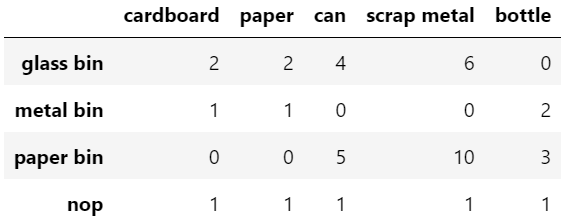 cardboard paper can scrap metal bottle
glass bin 2 2 4 6 0
metal bin 1 1 0 0 2
paper bin 0 0 5 10 3
nop 1 1 1 1 1